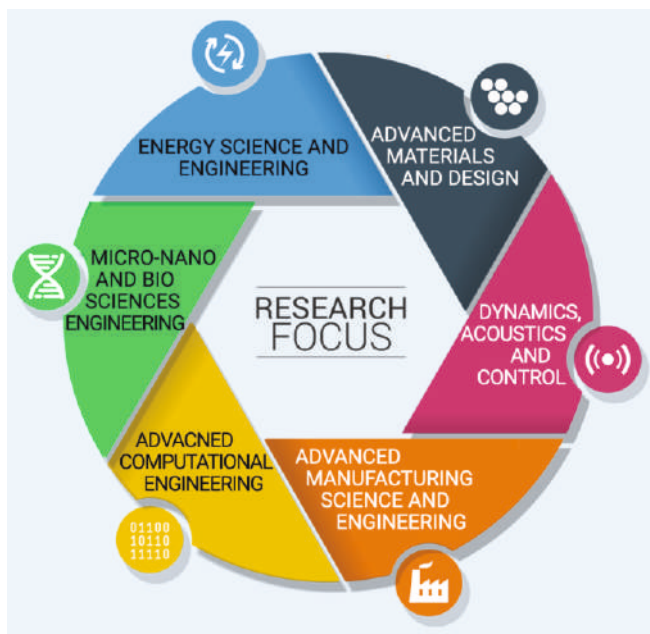 ENERGY SCIENCE AND
ENGINEERING
ADVANCED
MATERIALS
AND DESIGN
MICRO-NANO
AND BIO
SCIENCES
ENGINEERING
RESEARCH
FOCUS
DYNAMICS,
ACOUSTICS
AND
CONTROL
ADVACNED
COMPUTATIONAL
ENGINEERING
ADVANCED
MANUFACTURING
SCIENCE AND
ENGINEERING
01100
10110
11110